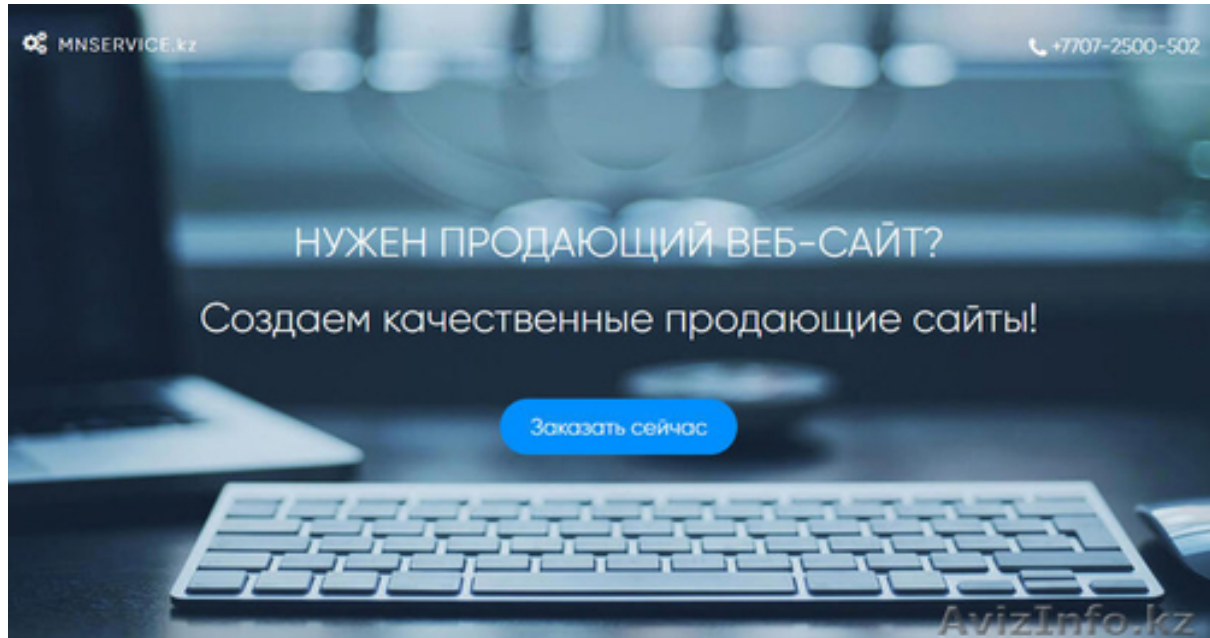 MNSERVICE.kz
+7707-2500-502
НУЖЕН ПРОДАЮЩИЙ ВЕБ-САЙТ?
Создаем качественные продающие сайты!
Заказать сейчас
AvizInfo.kz